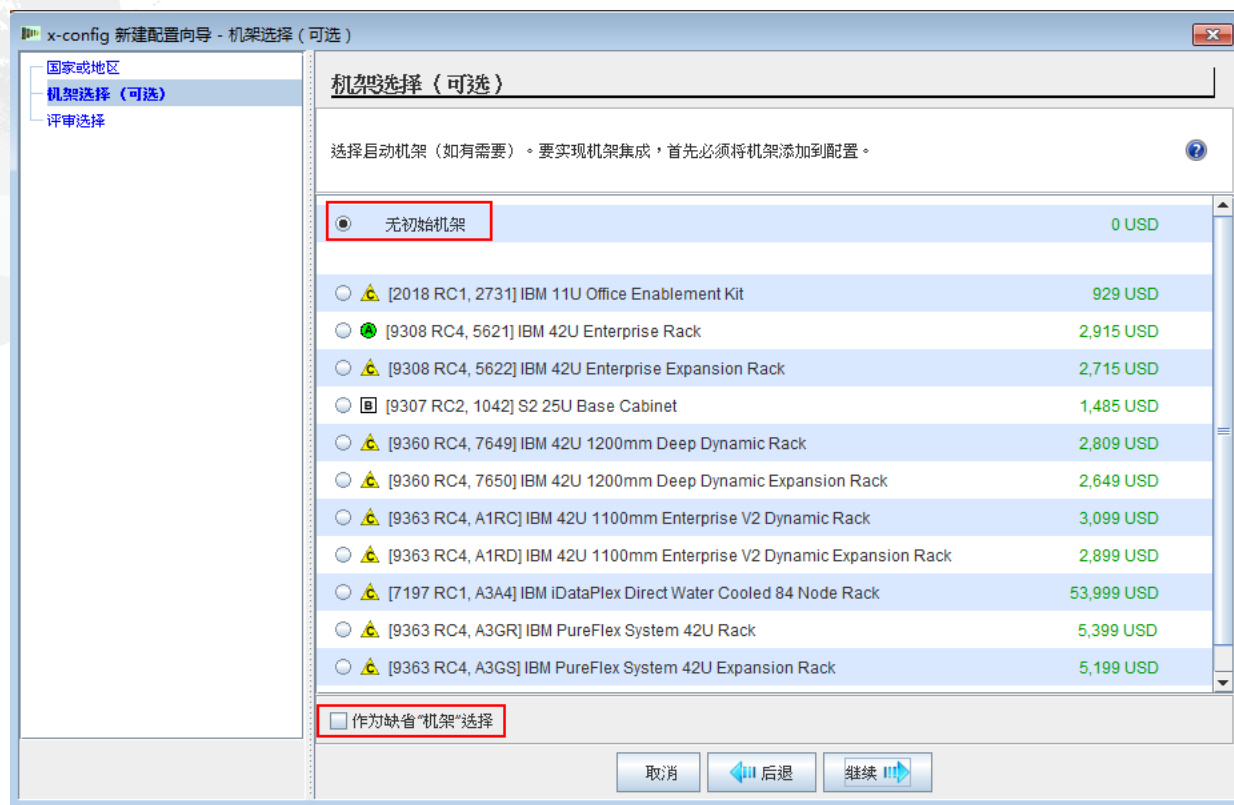 x-config 新建配置向导 - 机架选择 ( 可选 )
国家或地区
机架选择（可选）
评审选择
机架选择（可选）
选择启动机架（如有需要）。要实现机架集成，首先必须将机架添加到配置。
无初始机架 0 USD
[2018 RC1, 2731] IBM 11U Office Enablement Kit 929 USD
[9308 RC4, 5621] IBM 42U Enterprise Rack 2,915 USD
[9308 RC4, 5622] IBM 42U Enterprise Expansion Rack 2,715 USD
[9307 RC2, 1042] S2 25U Base Cabinet 1,485 USD
[9360 RC4, 7649] IBM 42U 1200mm Deep Dynamic Rack 2,809 USD
[9360 RC4, 7650] IBM 42U 1200mm Deep Dynamic Expansion Rack 2,649 USD
[9363 RC4, A1RC] IBM 42U 1100mm Enterprise V2 Dynamic Rack 3,099 USD
[9363 RC4, A1RD] IBM 42U 1100mm Enterprise V2 Dynamic Expansion Rack 2,899 USD
[7197 RC1, A3A4] IBM iDataPlex Direct Water Cooled 84 Node Rack 53,999 USD
[9363 RC4, A3GR] IBM PureFlex System 42U Rack 5,399 USD
[9363 RC4, A3GS] IBM PureFlex System 42U Expansion Rack 5,199 USD
作为缺省“机架”选择
取消 后退 继续